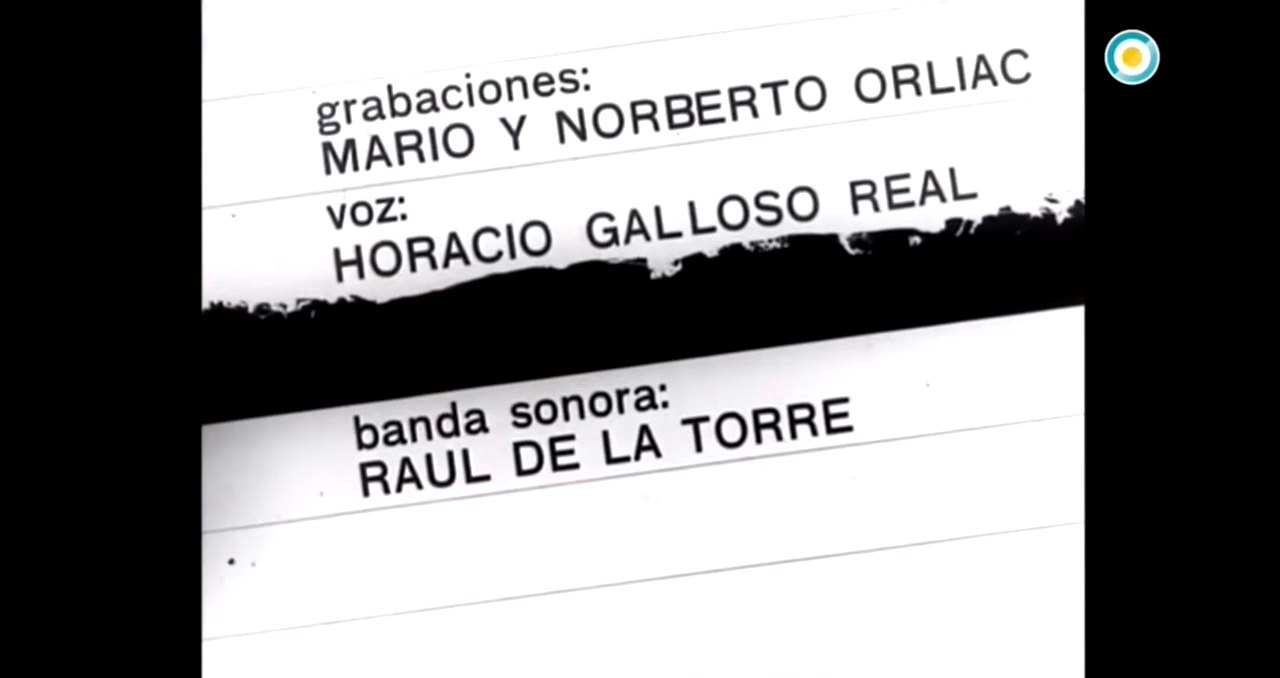 grabaciones:
MARIO Y NORBERTO ORLIAC
voz:
HORACIO GALLOSO REAL
banda sonora:
RAUL DE LA TORRE